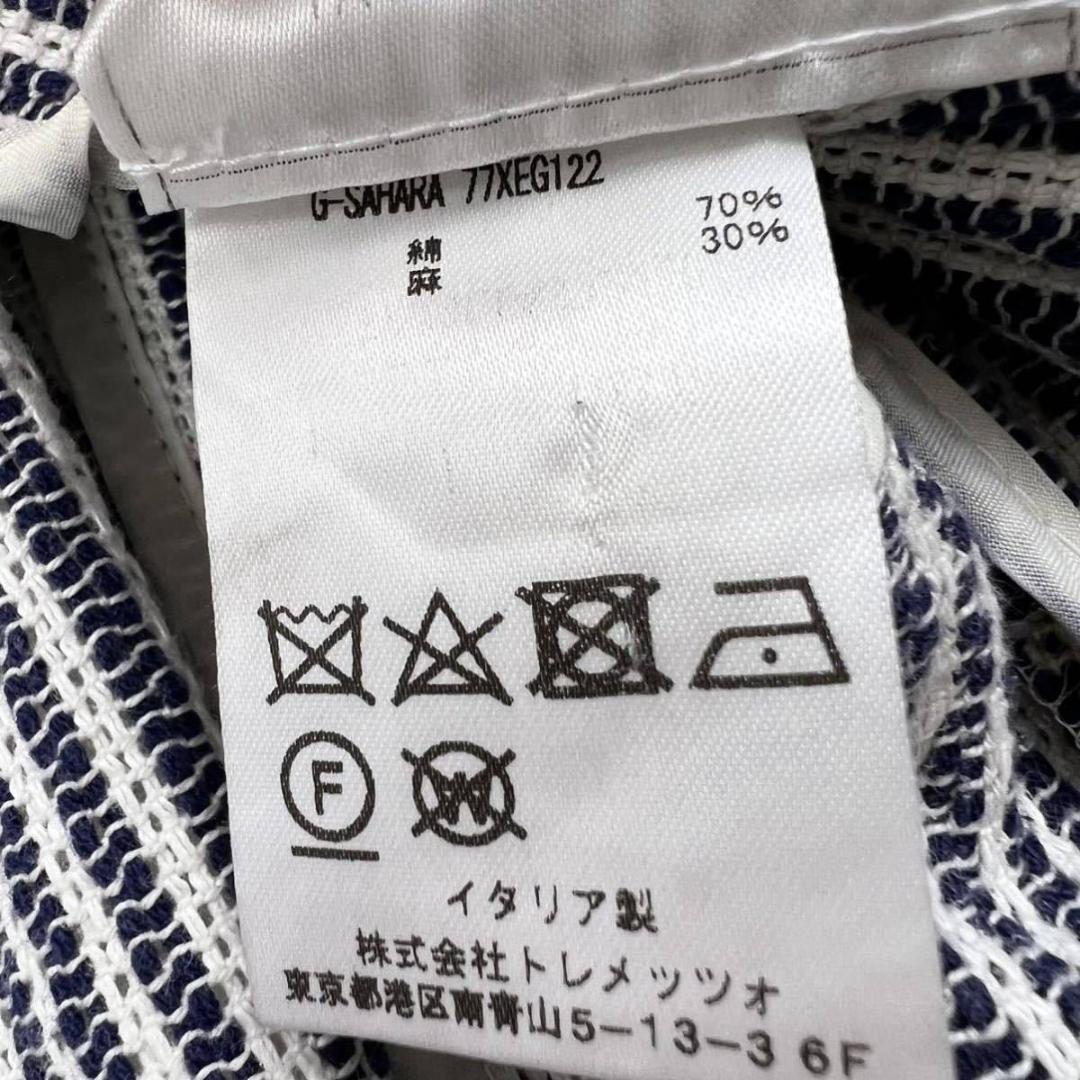 G-SAHARA 77XEG122
綿 70%
麻 30%
F W
イタリア製
株式会社トレメッツォ
東京都港区南青山5-13-3 6F